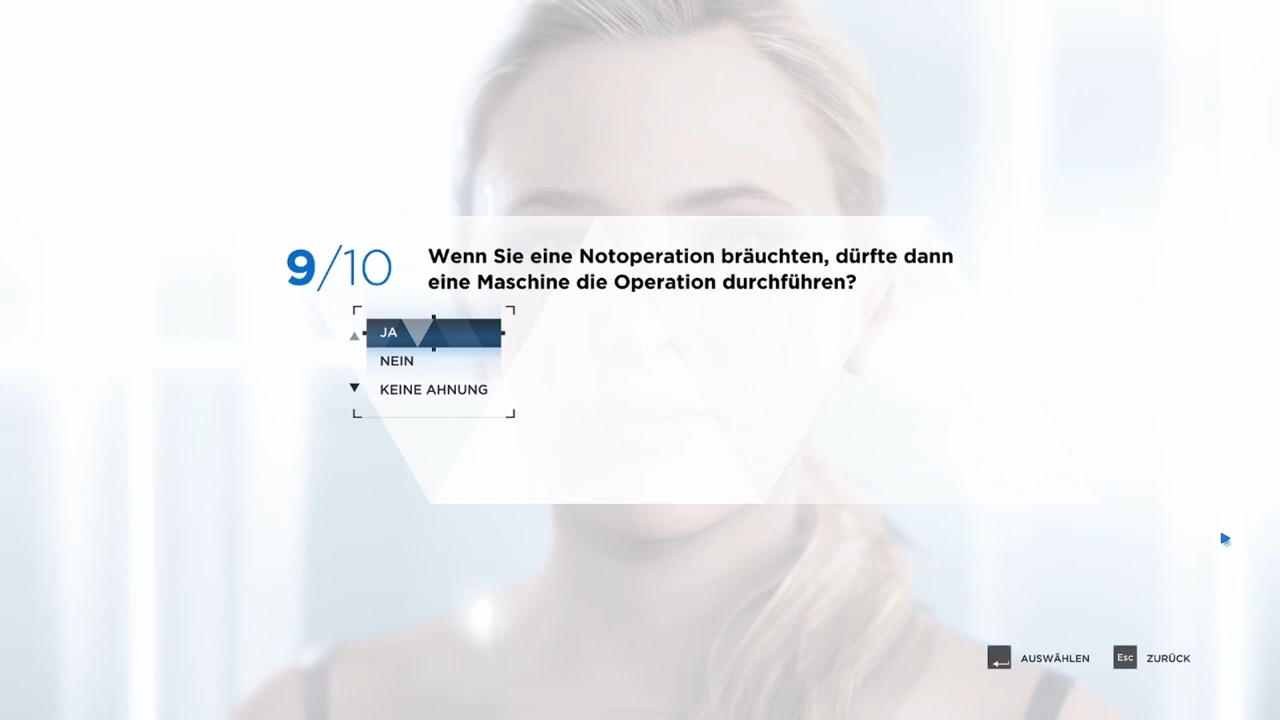 9/10
Wenn Sie eine Notoperation bräuchten, dürfte dann
eine Maschine die Operation durchführen?
JA
NEIN
KEINE AHNUNG
AUSWÄHLEN
Esc ZURÜCK